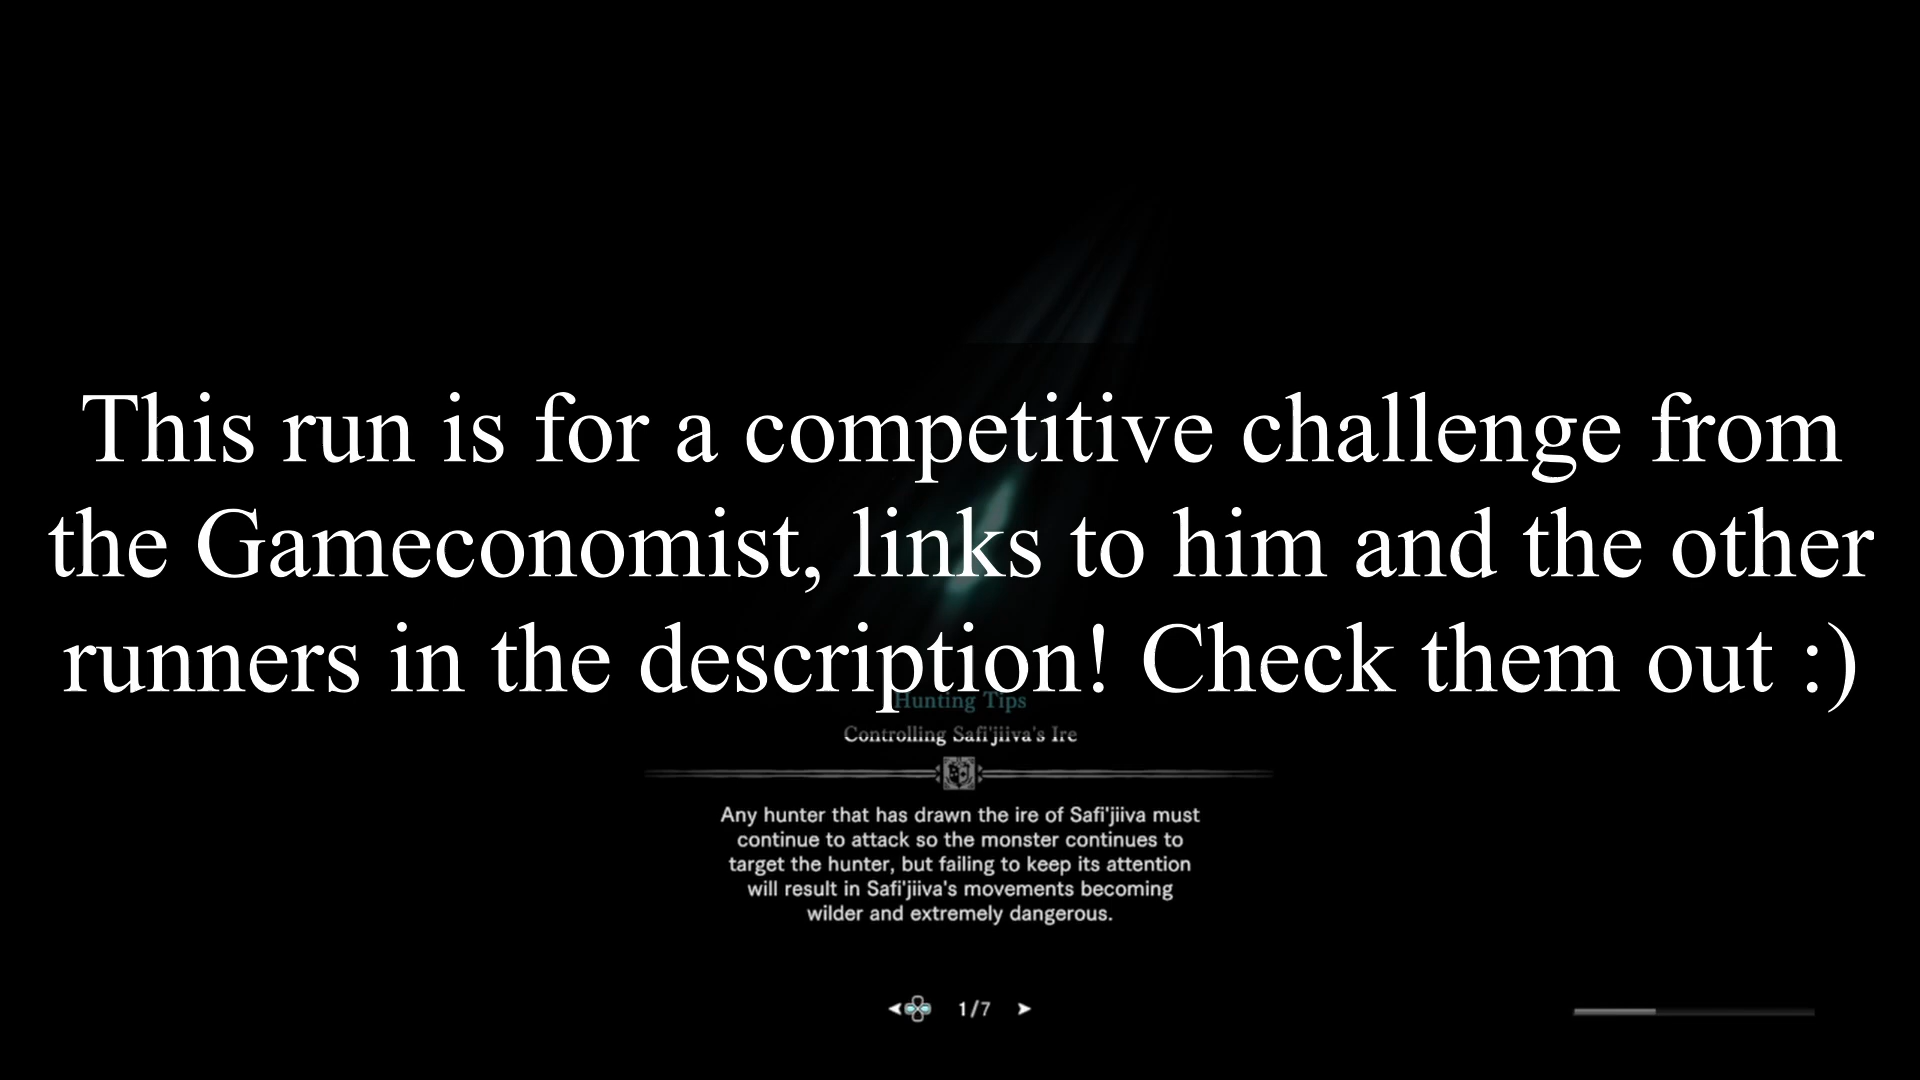 This run is for a competitive challenge from
the Gameconomist, links to him and the other
runners in the description! Check them out :)
Hunting Tips
Controlling Safi'jiiva's Ire
Any hunter that has drawn the ire of Safi'jiiva must
continue to attack so the monster continues to
target the hunter, but failing to keep its attention
will result in Safi'jiiva's movements becoming
wilder and extremely dangerous.
1/7